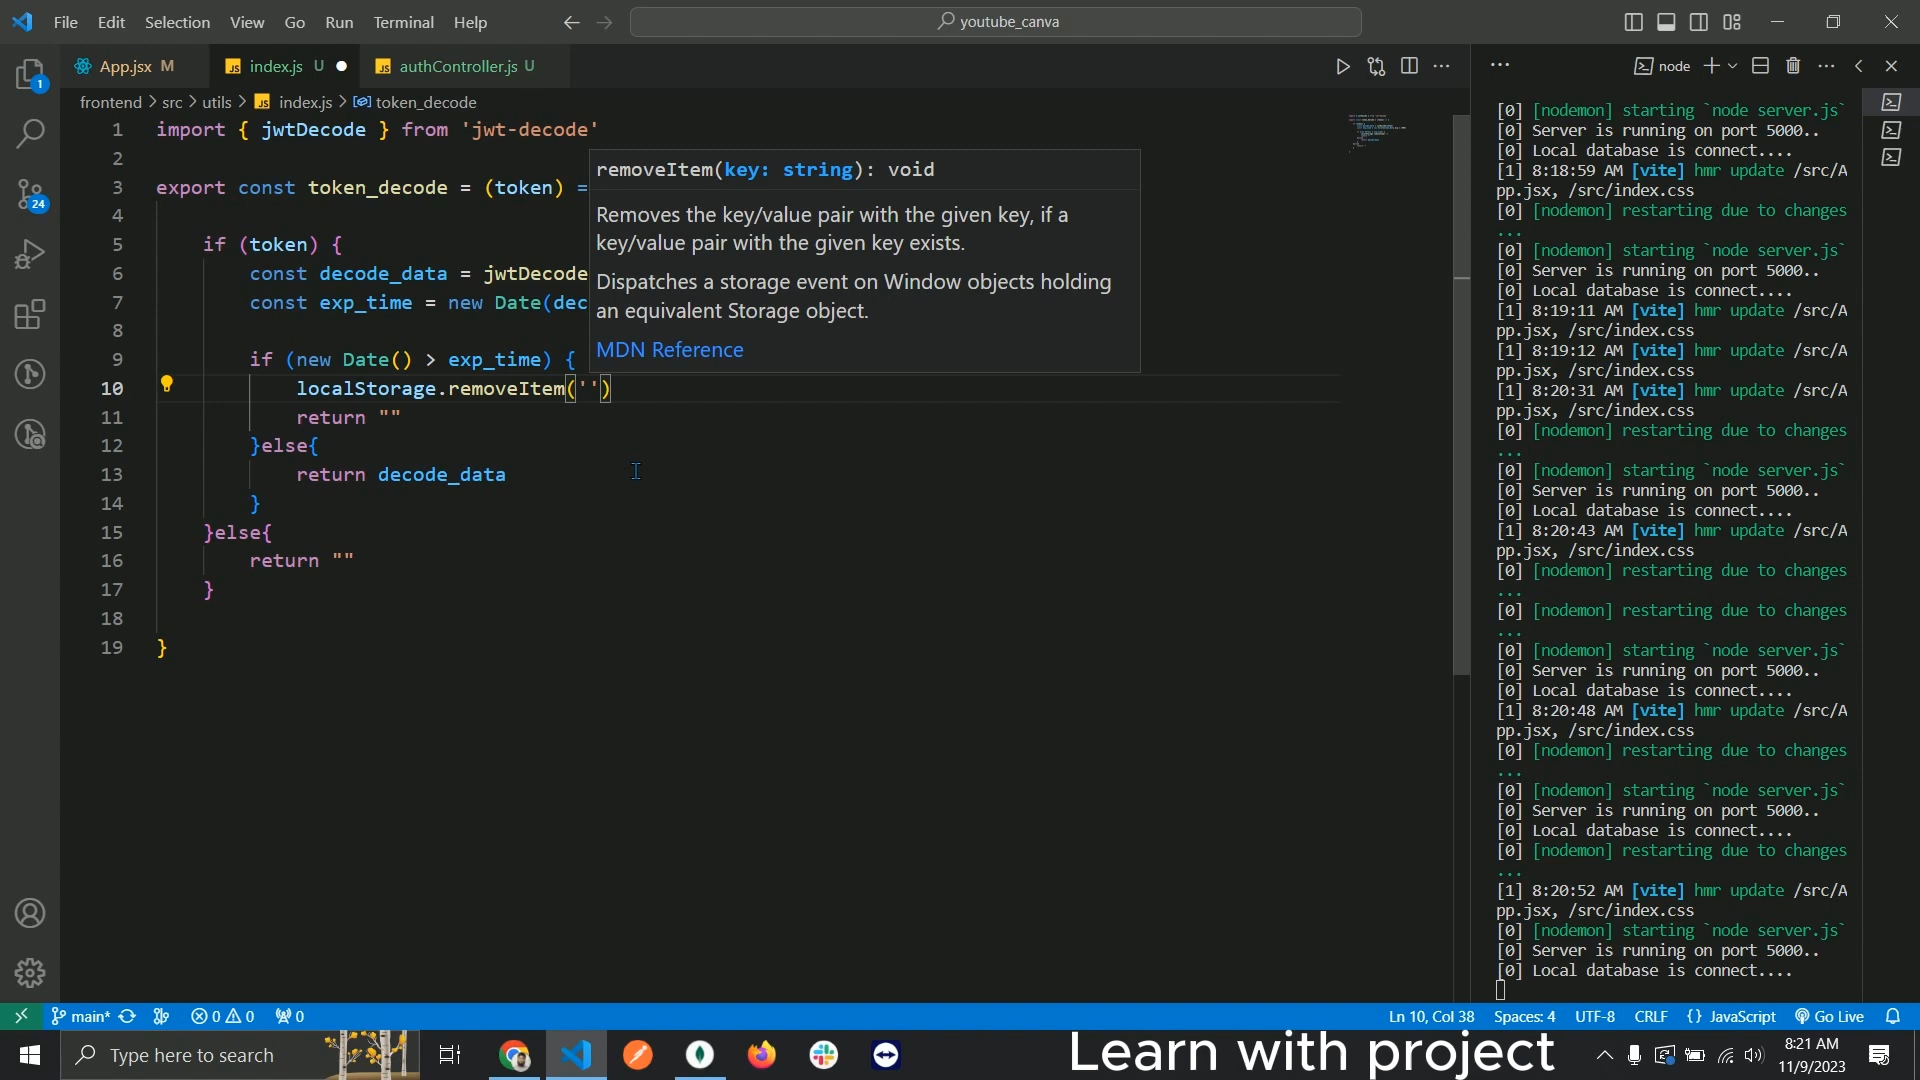 File Edit Selection View Go Run Terminal Help
youtube_canva
App.jsx M
JS index.js U
JS authController.js U
node
frontend > src > utils > JS index.js > token_decode
1 import { jwtDecode } from 'jwt-decode'
2
3 export const token_decode = (token) =
4
5 if (token) {
6 const decode_data = jwtDecode
7 const exp_time = new Date(dec
8
9 if (new Date() > exp_time) {
10 localStorage.removeItem('')
11 return ""
12 }else{
13 return decode_data
14 }
15 }else{
16 return ""
17 }
18
19 }
removeItem(key: string): void
Removes the key/value pair with the given key, if a
key/value pair with the given key exists.
Dispatches a storage event on Window objects holding
an equivalent Storage object.
MDN Reference
[0] [nodemon] starting `node server.js`
[0] Server is running on port 5000..
[0] Local database is connect....
[1] 8:18:59 AM [vite] hmr update /src/A
pp.jsx, /src/index.css
[0] [nodemon] restarting due to changes
...
[0] [nodemon] starting `node server.js`
[0] Server is running on port 5000..
[0] Local database is connect....
[1] 8:19:11 AM [vite] hmr update /src/A
pp.jsx, /src/index.css
[1] 8:19:12 AM [vite] hmr update /src/A
pp.jsx, /src/index.css
[1] 8:20:31 AM [vite] hmr update /src/A
pp.jsx, /src/index.css
[0] [nodemon] restarting due to changes
...
[0] [nodemon] starting `node server.js`
[0] Server is running on port 5000..
[0] Local database is connect....
[1] 8:20:43 AM [vite] hmr update /src/A
pp.jsx, /src/index.css
[0] [nodemon] restarting due to changes
...
[0] [nodemon] restarting due to changes
...
[0] [nodemon] starting `node server.js`
[0] Server is running on port 5000..
[0] Local database is connect....
[1] 8:20:48 AM [vite] hmr update /src/A
pp.jsx, /src/index.css
[0] [nodemon] restarting due to changes
...
[0] [nodemon] starting `node server.js`
[0] Server is running on port 5000..
[0] Local database is connect....
[0] [nodemon] restarting due to changes
...
[1] 8:20:52 AM [vite] hmr update /src/A
pp.jsx, /src/index.css
[0] [nodemon] starting `node server.js`
[0] Server is running on port 5000..
[0] Local database is connect....
1
24
main* 0 0 0
Ln 10, Col 38 Spaces: 4 UTF-8 CRLF {} JavaScript Go Live
Type here to search
Learn with project
8:21 AM
11/9/2023